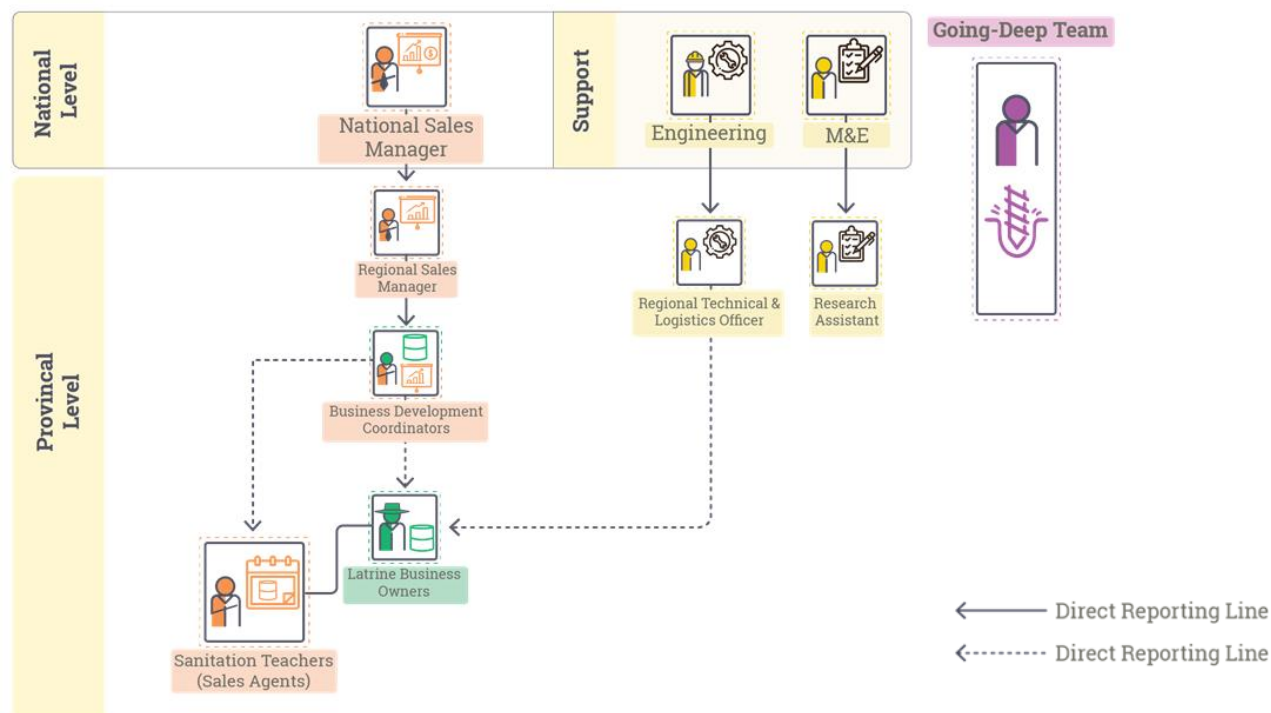 National
Level
National Sales
Manager
Support
Engineering
M&E
Going-Deep Team
Provincal
Level
Regional Sales
Manager
Regional Technical &
Logistics Officer
Research
Assistant
Business Development
Coordinators
Latrine Business
Owners
Sanitation Teachers
(Sales Agents)
Direct Reporting Line
Direct Reporting Line